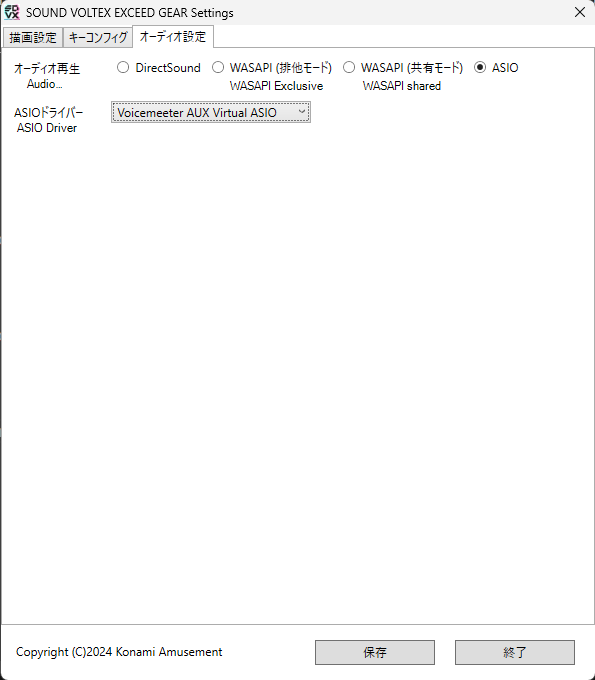 SOUND VOLTEX EXCEED GEAR Settings
描画設定 キーコンフィグ オーディオ設定
オーディオ再生 DirectSound WASAPI (排他モード) WASAPI (共有モード) ASIO
Audio... WASAPI Exclusive WASAPI shared
ASIOドライバー Voicemeeter AUX Virtual ASIO
ASIO Driver
Copyright (C)2024 Konami Amusement 保存 終了